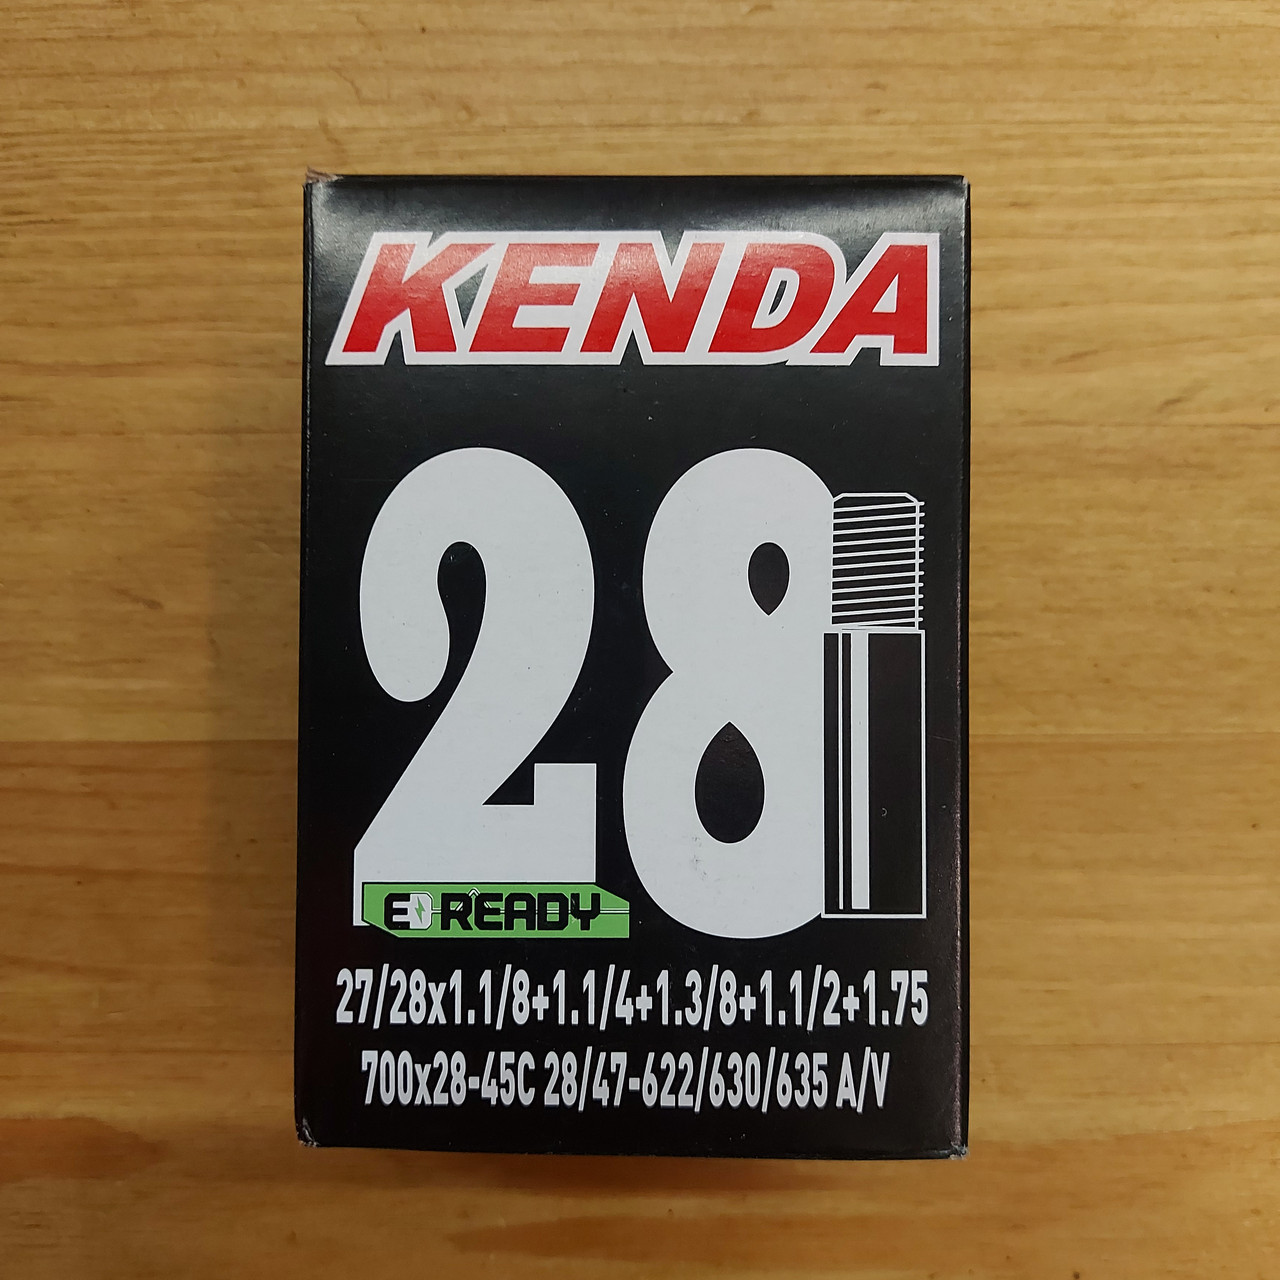 KENDA
28
E READY
27/28x1.1/8+1.1/4+1.3/8+1.1/2+1.75
700x28-45C 28/47-622/630/635 A/V